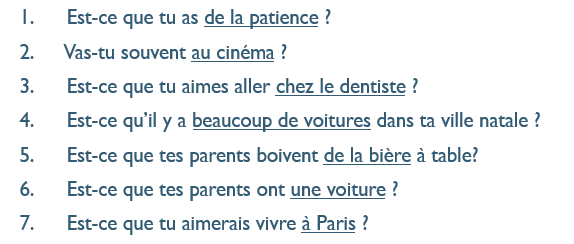 1. Est-ce que tu as de la patience ?
2. Vas-tu souvent au cinéma ?
3. Est-ce que tu aimes aller chez le dentiste ?
4. Est-ce qu'il y a beaucoup de voitures dans ta ville natale ?
5. Est-ce que tes parents boivent de la bière à table?
6. Est-ce que tes parents ont une voiture ?
7. Est-ce que tu aimerais vivre à Paris ?